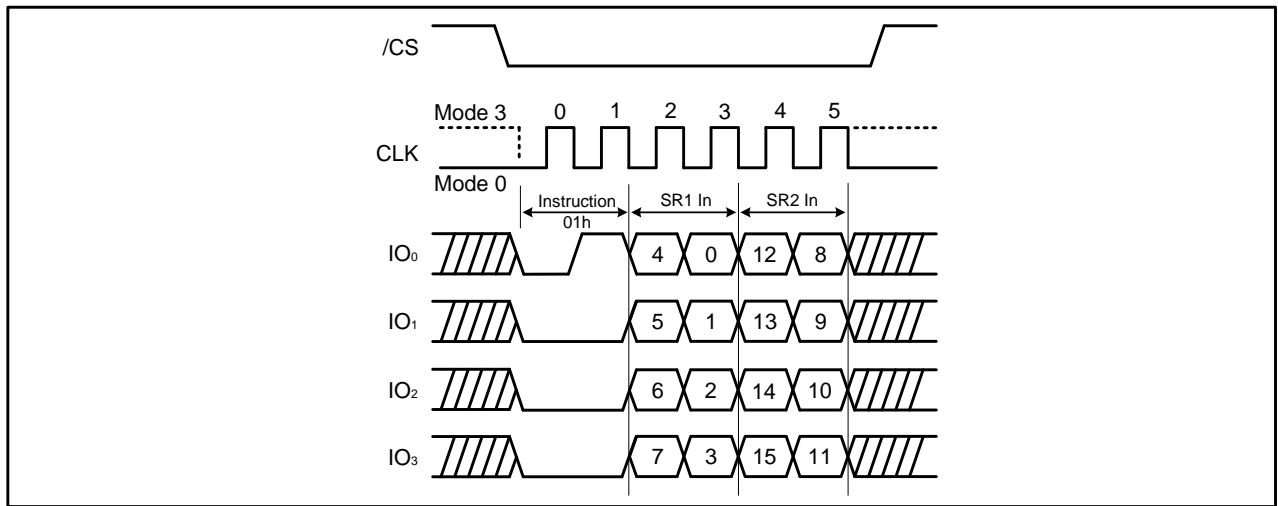 /CS
Mode 3 0 1 2 3 4 5
CLK
Mode 0
Instruction SR1 In SR2 In
01h
IO₀ 4 0 12 8
IO₁ 5 1 13 9
IO₂ 6 2 14 10
IO₃ 7 3 15 11